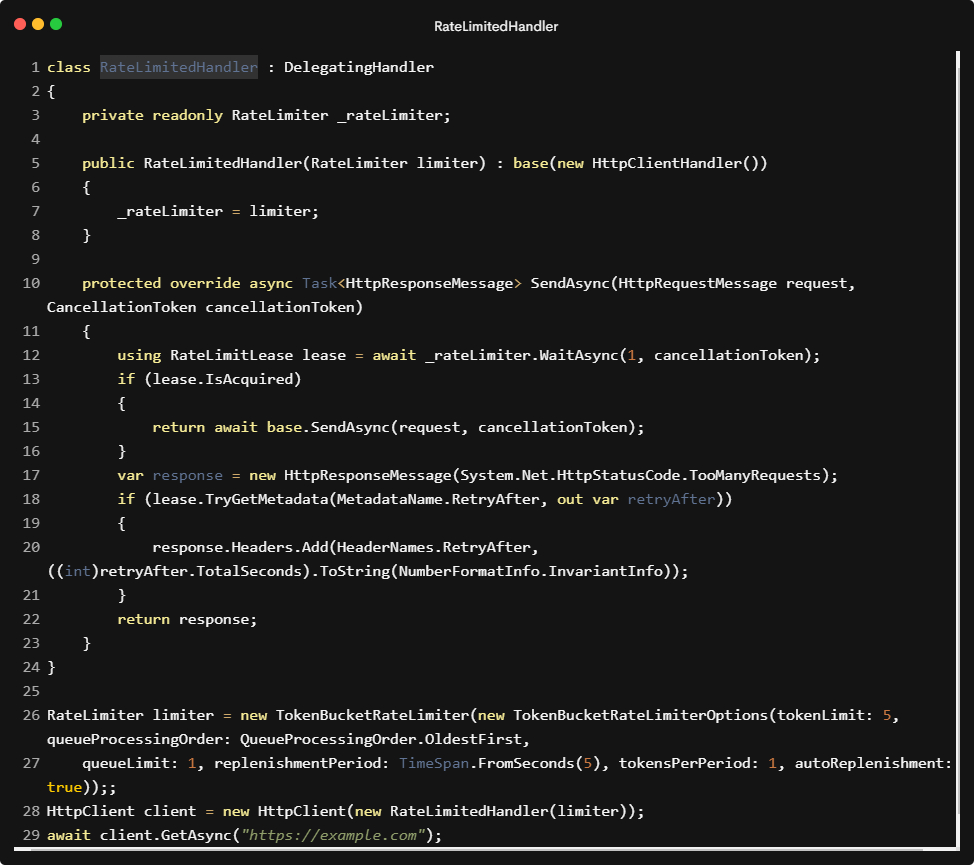 RateLimitedHandler
1 class RateLimitedHandler : DelegatingHandler
2 {
3     private readonly RateLimiter _rateLimiter;
4
5     public RateLimitedHandler(RateLimiter limiter) : base(new HttpClientHandler())
6     {
7         _rateLimiter = limiter;
8     }
9
10     protected override async Task<HttpResponseMessage> SendAsync(HttpRequestMessage request,
CancellationToken cancellationToken)
11     {
12         using RateLimitLease lease = await _rateLimiter.WaitAsync(1, cancellationToken);
13         if (lease.IsAcquired)
14         {
15             return await base.SendAsync(request, cancellationToken);
16         }
17         var response = new HttpResponseMessage(System.Net.HttpStatusCode.TooManyRequests);
18         if (lease.TryGetMetadata(MetadataName.RetryAfter, out var retryAfter))
19         {
20             response.Headers.Add(HeaderNames.RetryAfter,
((int)retryAfter.TotalSeconds).ToString(NumberFormatInfo.InvariantInfo));
21         }
22         return response;
23     }
24 }
25
26 RateLimiter limiter = new TokenBucketRateLimiter(new TokenBucketRateLimiterOptions(tokenLimit: 5,
queueProcessingOrder: QueueProcessingOrder.OldestFirst,
27     queueLimit: 1, replenishmentPeriod: TimeSpan.FromSeconds(5), tokensPerPeriod: 1, autoReplenishment:
true));;
28 HttpClient client = new HttpClient(new RateLimitedHandler(limiter));
29 await client.GetAsync("https://example.com");